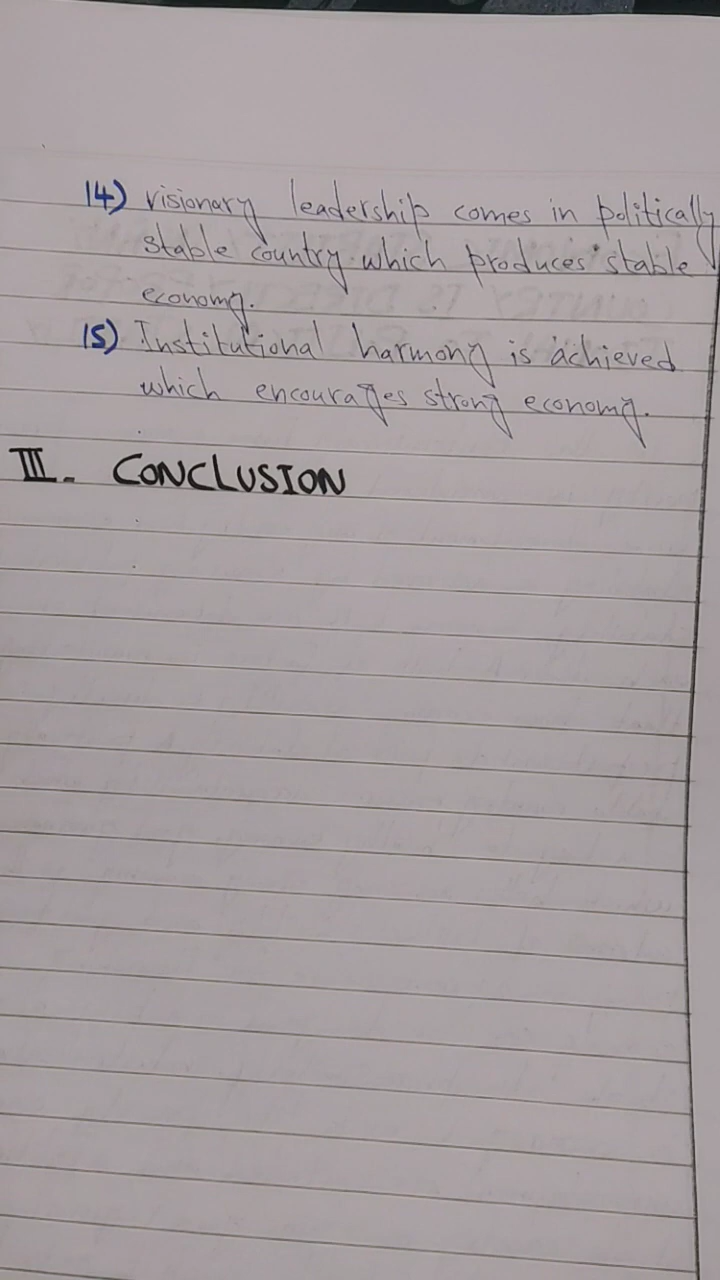 14) visionary leadership comes in politically
stable country which produces stable
economy.
15) Institutional harmony is achieved
which encourages strong economy.
III. CONCLUSION